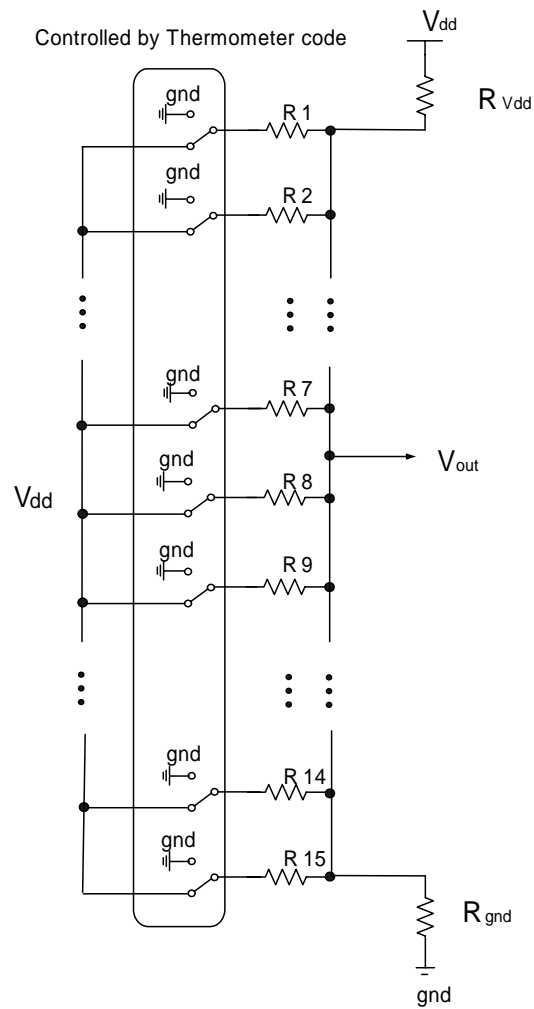 Controlled by Thermometer code
Vdd
R Vdd
gnd
R 1
gnd
R 2
gnd
R 7
gnd
R 8
Vout
Vdd
gnd
R 9
gnd
R 14
gnd
R 15
R gnd
gnd